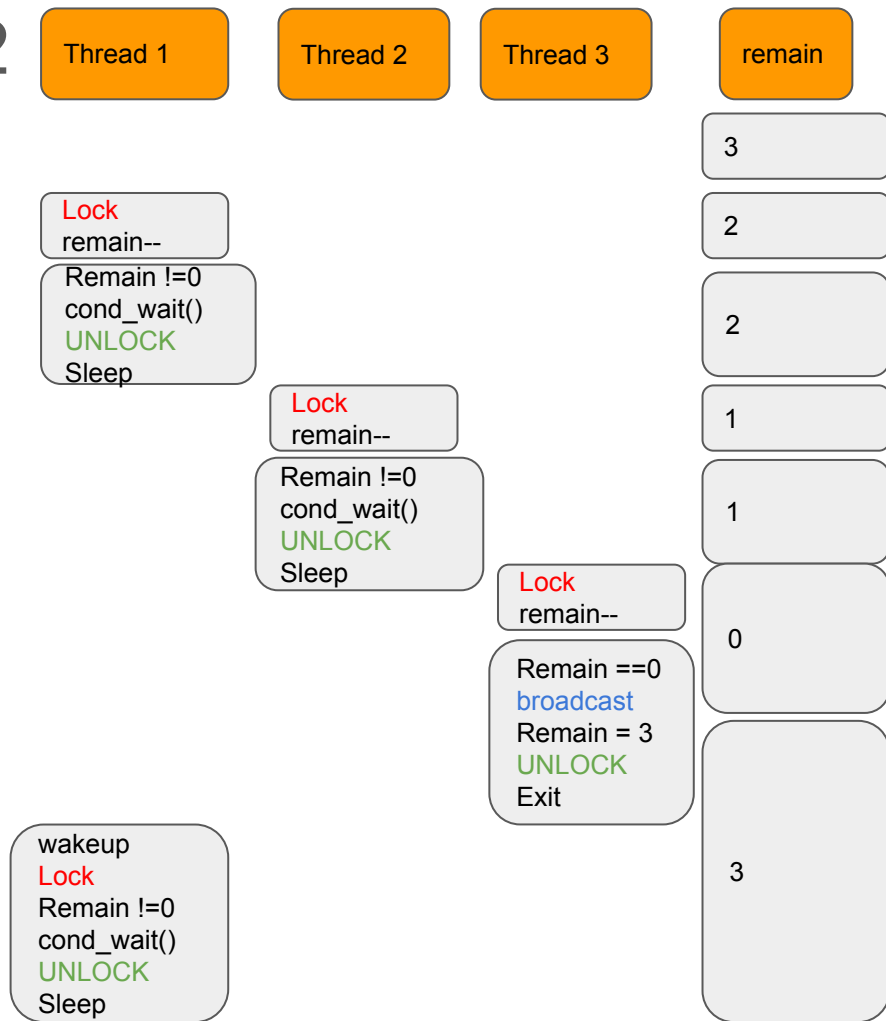 2
Thread 1
Thread 2
Thread 3
remain
3
Lock
remain--
2
Remain !=0
cond_wait()
UNLOCK
Sleep
2
Lock
remain--
1
Remain !=0
cond_wait()
UNLOCK
Sleep
1
Lock
remain--
0
Remain ==0
broadcast
Remain = 3
UNLOCK
Exit
wakeup
Lock
Remain !=0
cond_wait()
UNLOCK
Sleep
3